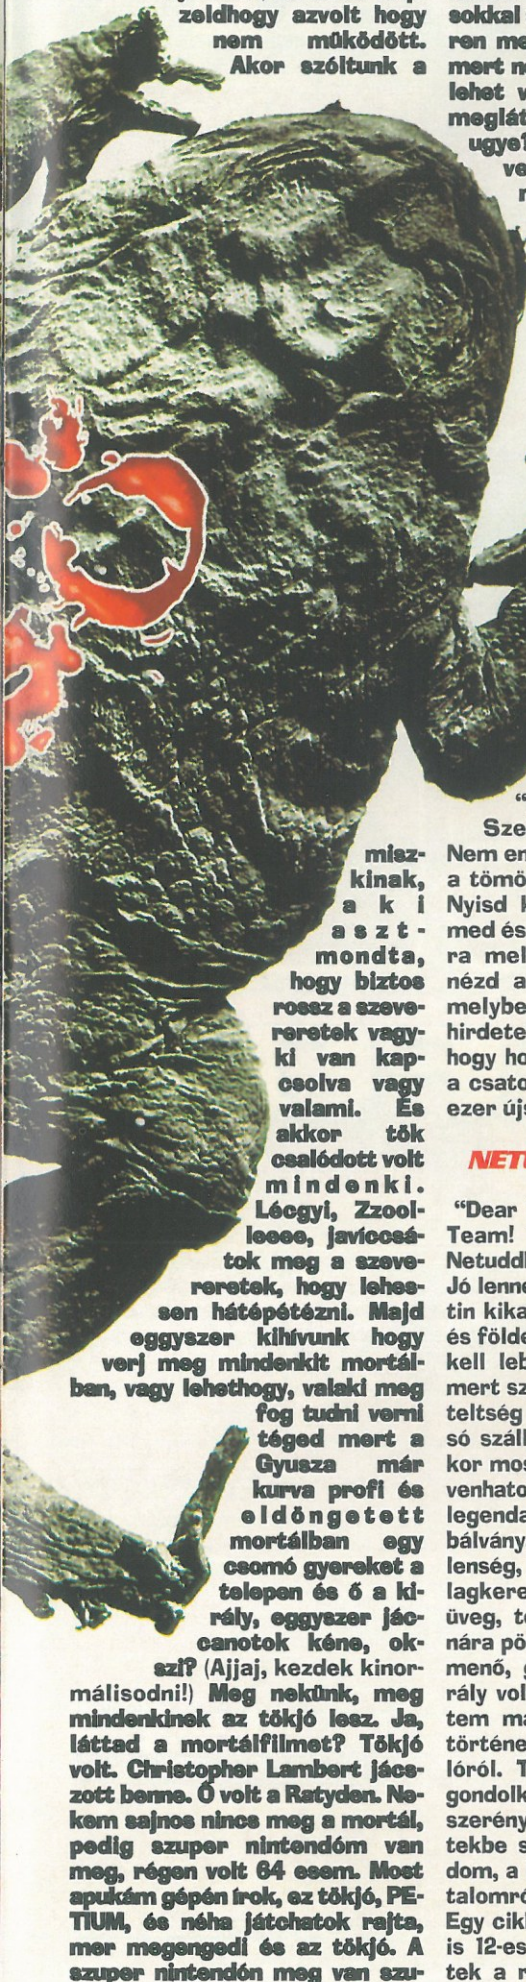 zeldhogy azvolt hogy
nem működött.
Akor szóltunk a
misz-
kinak,
aki
aszt-
mondta,
hogy biztos
rossz a szeve-
reretek vagy-
ki van kap-
csolva vagy
valami. És
akkor tök
csalódott volt
mindenki.
Lécgyi, Zzool-
leeee, javíccsá-
tok meg a szeve-
reretek, hogy lehes-
sen hátépétézni. Majd
eggyszer kihívunk hogy
verj meg mindenkit mortál-
ban, vagy lehethogy, valaki meg
fog tudni verni
téged mert a
Gyusza már
kurva profi és
eldöngetett
mortálban egy
csomó gyereket a
telepen és ő a ki-
rály, eggyszer jác-
canotok kéne, ok-
szi? (Ajjaj, kezdek kinor-
málisodni!) Meg nekünk, meg
mindenkinek az tökjó lesz. Ja,
láttad a mortálfilmet? Tökjó
volt. Christopher Lambert jács-
zott benne. Ő volt a Ratyden. Ne-
kem sajnos nincs meg a mortál,
pedig szuper nintendóm van
meg, régen volt 64 esem. Most
apukám gépén írok, ez tökjó, PE-
TIUM, és néha játchatok rajta,
mer megengedi és az tökjó. A
szuper nintendón meg van szu-
sokkal
ren me
mert n
lehet v
meglát
ugye?
ve
"
Sze
Nem em
a tömö
Nyisd k
med és
ra mel
nézd a
melybe
hirdete
hogy ho
a csato
ezer újs
NETU
"Dear
Team!
Netuddl
Jó lenne
tin kika
és földe
kell leb
mert sz
teltség
só száll
kor mos
venhato
legenda
bálvány
lenség,
lagkere
üveg, te
nára pö
menő, g
rály vol
tem ma
történe
lóról. T
gondolk
szerény
tekbe s
dom, a
talomró
Egy cikl
is 12-es
tek a n